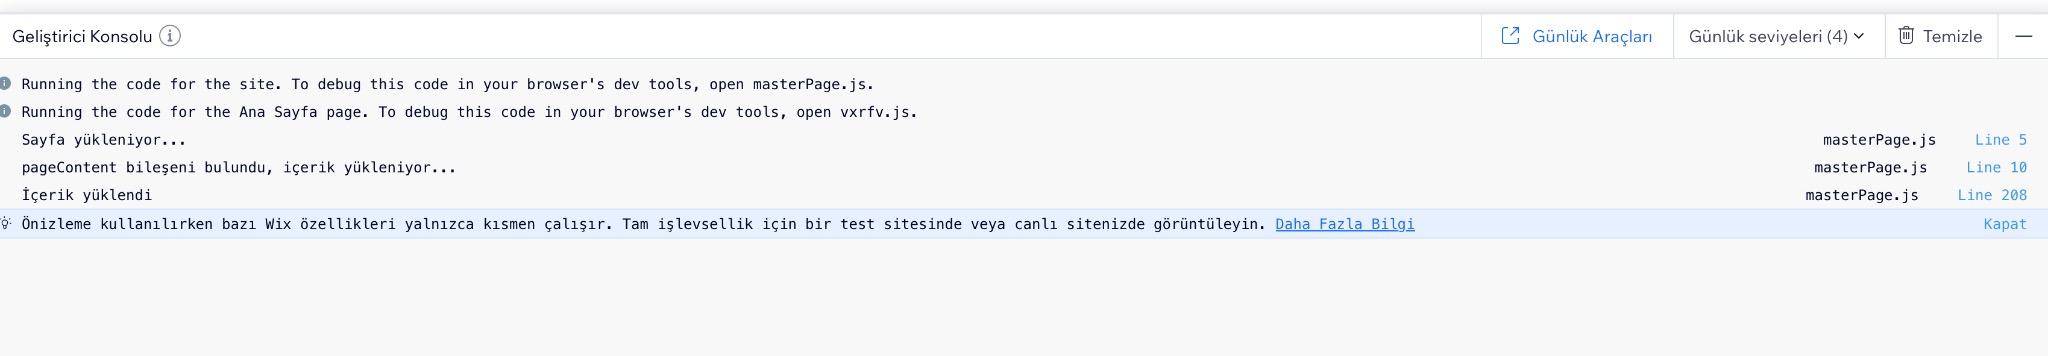 Geliştirici Konsolu
Günlük Araçları
Günlük seviyeleri (4)
Temizle
Running the code for the site. To debug this code in your browser's dev tools, open masterPage.js.
Running the code for the Ana Sayfa page. To debug this code in your browser's dev tools, open vxrfv.js.
Sayfa yükleniyor... masterPage.js Line 5
pageContent bileşeni bulundu, içerik yükleniyor... masterPage.js Line 10
İçerik yüklendi masterPage.js Line 208
Önizleme kullanılırken bazı Wix özellikleri yalnızca kısmen çalışır. Tam işlevsellik için bir test sitesinde veya canlı sitenizde görüntüleyin. Daha Fazla Bilgi Kapat